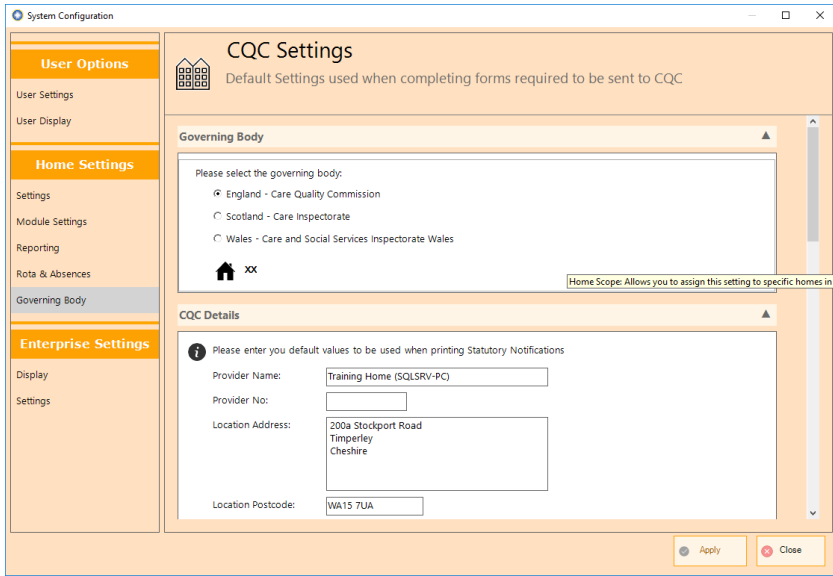 System Configuration
User Options
User Settings
User Display
Home Settings
Settings
Module Settings
Reporting
Rota & Absences
Governing Body
Enterprise Settings
Display
Settings
CQC Settings
Default Settings used when completing forms required to be sent to CQC
Governing Body
Please select the governing body:
England - Care Quality Commission
Scotland - Care Inspectorate
Wales - Care and Social Services Inspectorate Wales
XX
Home Scope: Allows you to assign this setting to specific homes in
CQC Details
Please enter you default values to be used when printing Statutory Notifications
Provider Name: Training Home (SQLSRV-PC)
Provider No:
Location Address: 200a Stockport Road
Timperley
Cheshire
Location Postcode: WA15 7UA
Apply Close